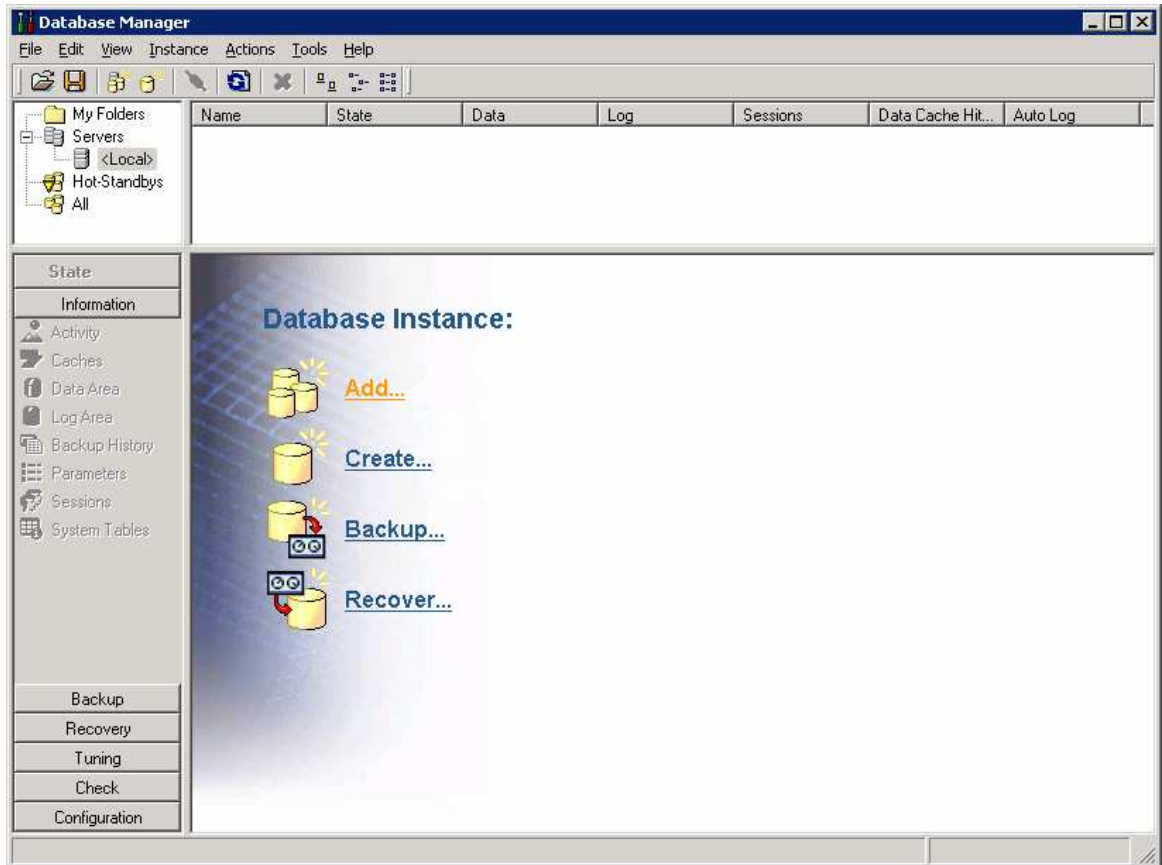 Database Manager
File Edit View Instance Actions Tools Help
My Folders
Servers
<Local>
Hot-Standbys
All
Name State Data Log Sessions Data Cache Hit... Auto Log
State
Information
Activity
Caches
Data Area
Log Area
Backup History
Parameters
Sessions
System Tables
Backup
Recovery
Tuning
Check
Configuration
Database Instance:
Add...
Create...
Backup...
Recover...